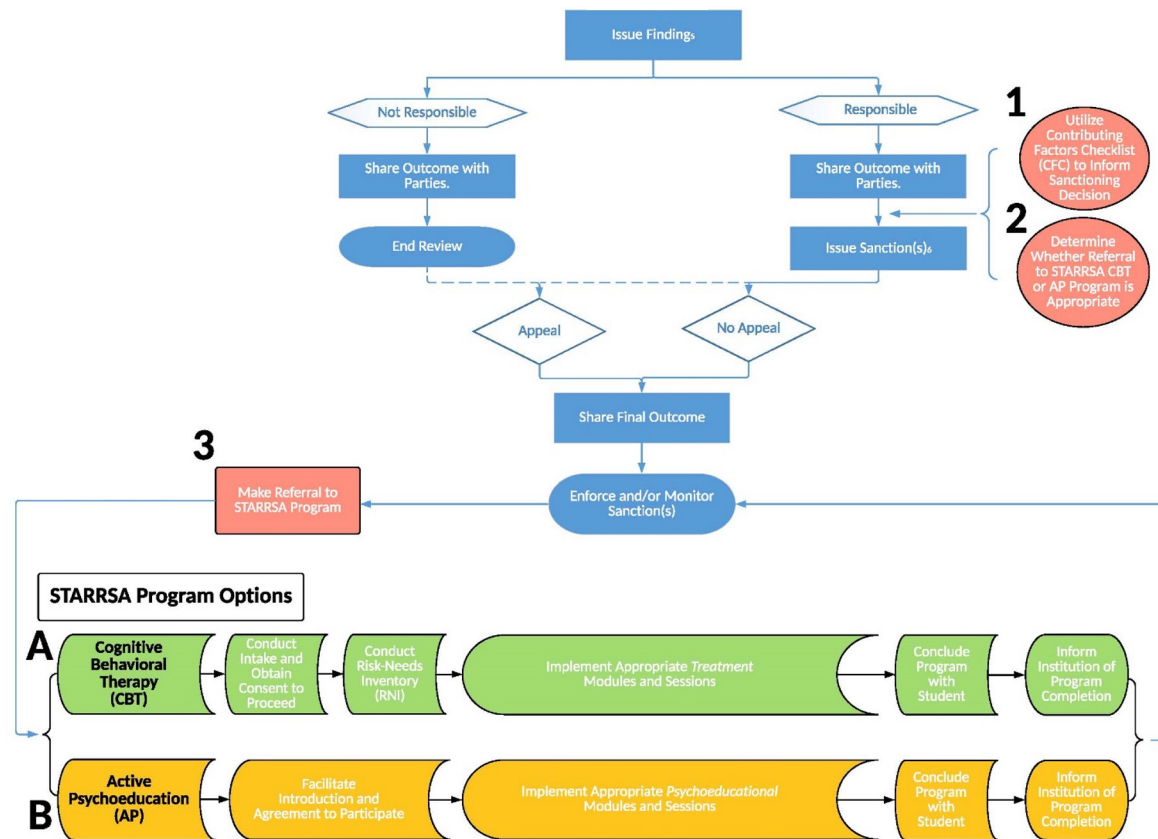 Issue Findings5
Not Responsible
Responsible
Share Outcome with
Parties.
Share Outcome with
Parties.
End Review
Issue Sanction(s)6
1
Utilize
Contributing
Factors Checklist
(CFC) to Inform
Sanctioning
Decision
2
Determine
Whether Referral
to STARRSA CBT
or AP Program is
Appropriate
Appeal
No Appeal
Share Final Outcome
3
Make Referral to
STARRSA Program
Enforce and/or Monitor
Sanction(s)
STARRSA Program Options
A
Cognitive
Behavioral
Therapy
(CBT)
Conduct
Intake and
Obtain
Consent to
Proceed
Conduct
Risk-Needs
Inventory
(RNI)
Implement Appropriate Treatment
Modules and Sessions
Conclude
Program
with
Student
Inform
Institution of
Program
Completion
B
Active
Psychoeducation
(AP)
Facilitate
Introduction and
Agreement to Participate
Implement Appropriate Psychoeducational
Modules and Sessions
Conclude
Program
with
Student
Inform
Institution of
Program
Completion